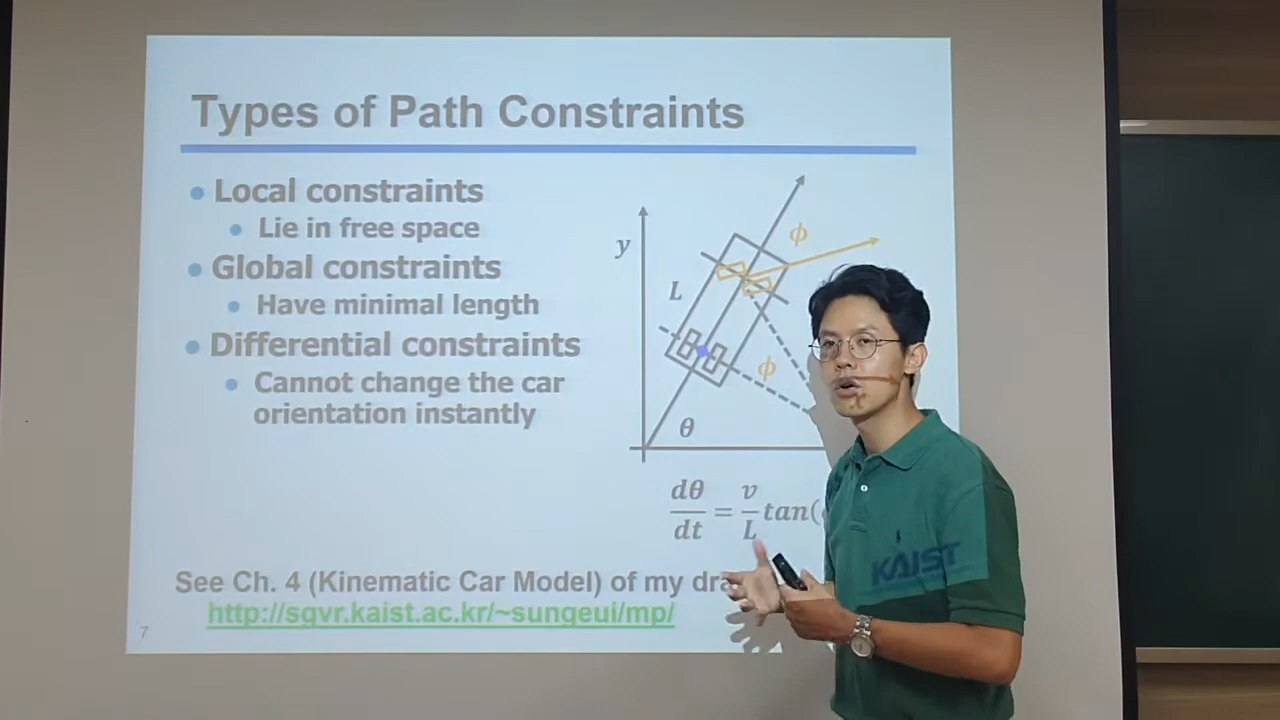 Types of Path Constraints
Local constraints
Lie in free space
Global constraints
Have minimal length
Differential constraints
Cannot change the car
orientation instantly
y
L
ϕ
ϕ
θ
dθ/dt = v/L tan(
See Ch. 4 (Kinematic Car Model) of my
http://sgvr.kaist.ac.kr/~sungeui/mp/
7
KAIST